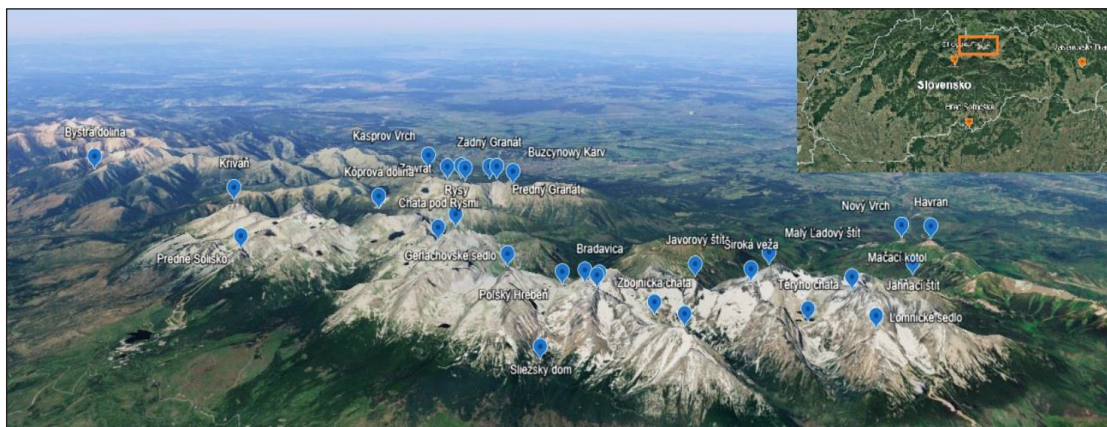 Bystrá dolina
Kriváň
Kasprov Vrch
Kôprova dolina
Závrat
Zadný Granát
Buzcynowy Karv
Predný Granát
Rysy
Chata pod Rysmi
Predné Solisko
Gerlachovské sedlo
Poľský Hrebeň
Bradavica
Zbojnícka chata
Javorový štít
Široká veža
Sliezsky dom
Malý Ľadový štít
Nový Vrch
Havran
Mačací kotol
Jahňací štít
Téryho chata
Lomnické sedlo
Slovensko